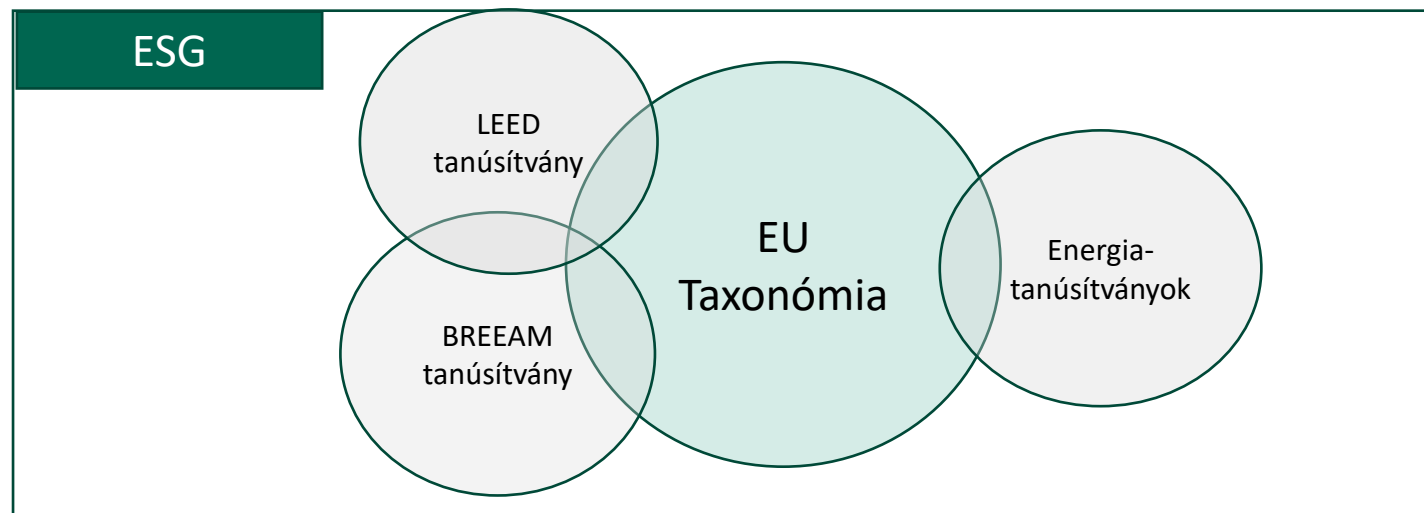 ESG
LEED
tanúsítvány
BREEAM
tanúsítvány
EU
Taxonómia
Energia-
tanúsítványok